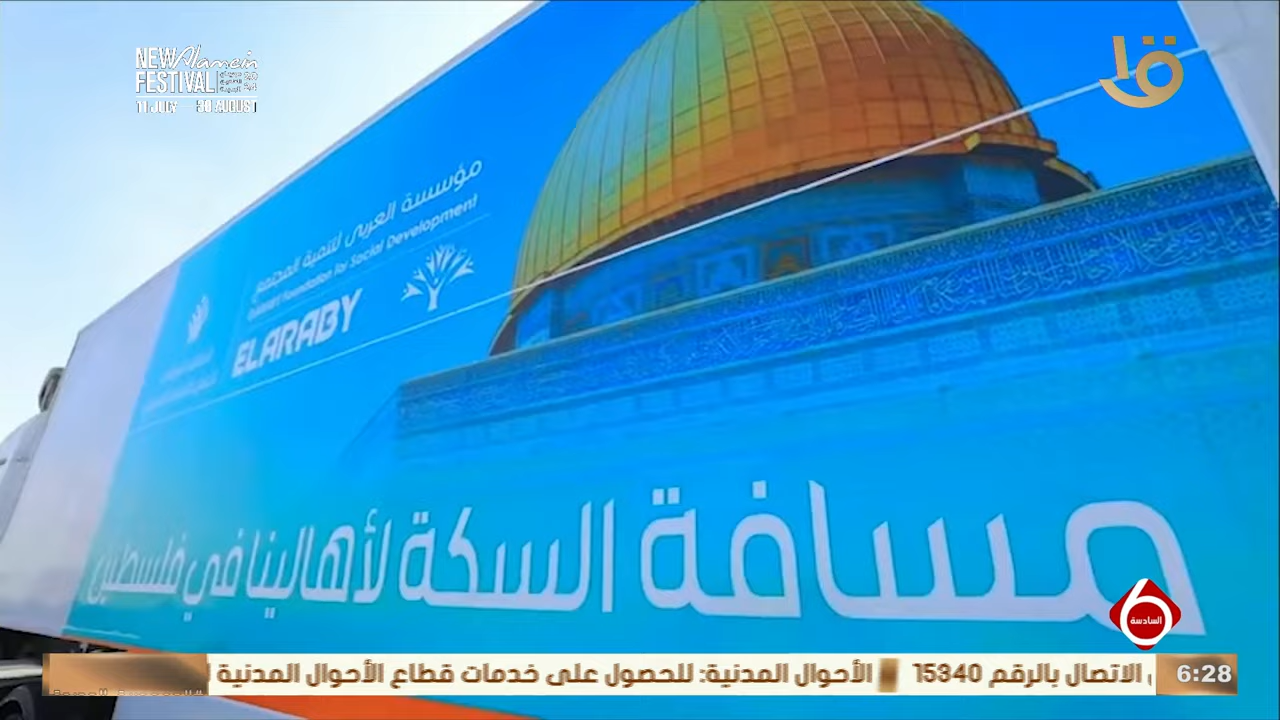 NEW Alamein
FESTIVAL
11 JULY — 30 AUGUST
مؤسسة العربي لتنمية المجتمع
Elaraby Foundation for Social Development
ELARABY
مسافة السكة لأهالينا في فلسطين
السادسة
الاتصال بالرقم 15340
الأحوال المدنية: للحصول على خدمات قطاع الأحوال المدنية
6:28